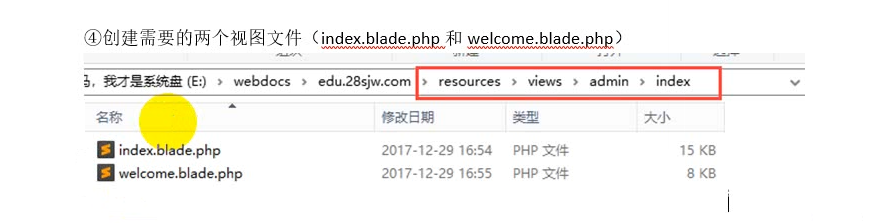 ④创建需要的两个视图文件（index.blade.php 和 welcome.blade.php）
马，我才是系统盘 (E:) › webdocs › edu.28sjw.com › resources › views › admin › index
名称 修改日期 类型 大小
index.blade.php 2017-12-29 16:54 PHP 文件 15 KB
welcome.blade.php 2017-12-29 16:55 PHP 文件 8 KB